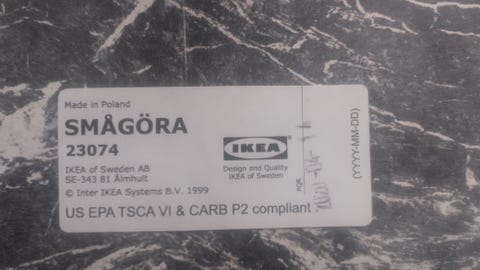 Made in Poland
SMÅGÖRA
23074
IKEA of Sweden AB
SE-343 81 Älmhult
© Inter IKEA Systems B.V. 1999
IKEA
Design and Quality
IKEA of Sweden
PQR
(YYYY-MM-DD)
US EPA TSCA VI & CARB P2 compliant